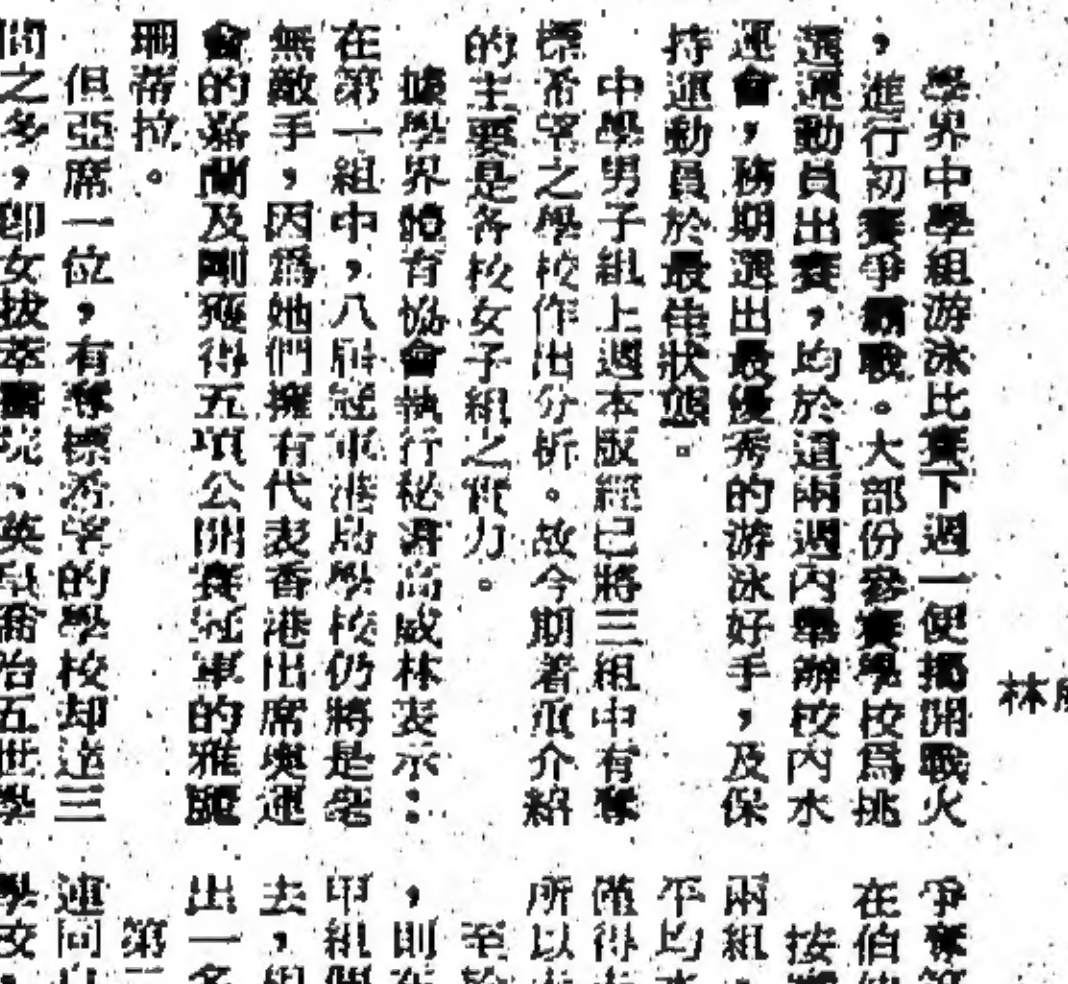 學界中學組游泳比賽下週一便揭開戰火
，進行初賽爭霸戰。大部份參賽學校爲挑
選運動員出賽，均於這兩週內舉辦校內水
運會，務期選出最優秀的游泳好手，及保
持運動員於最佳狀態。
中學男子組上週本版經已將三組中有奪
標希望之學校作出分析。故今期着重介紹
的主要是各校女子組之實力。
據學界體育協會執行秘書高威林表示：
在第一組中，八屆冠軍港島學校仍將是毫
無敵手，因爲她們擁有代表香港出席奧運
會的嘉蘭及剛獲得五項公開賽冠軍的雅麗
珊蒂拉。
但亞席一位，有奪標希望的學校却達三
間之多，即女拔萃書院、英皇喬治五世學
林
爭奪
在伯
按
兩組
平均
僅得
所以
至於
，則
甲組
去，組
出一名
第
連同
學校，